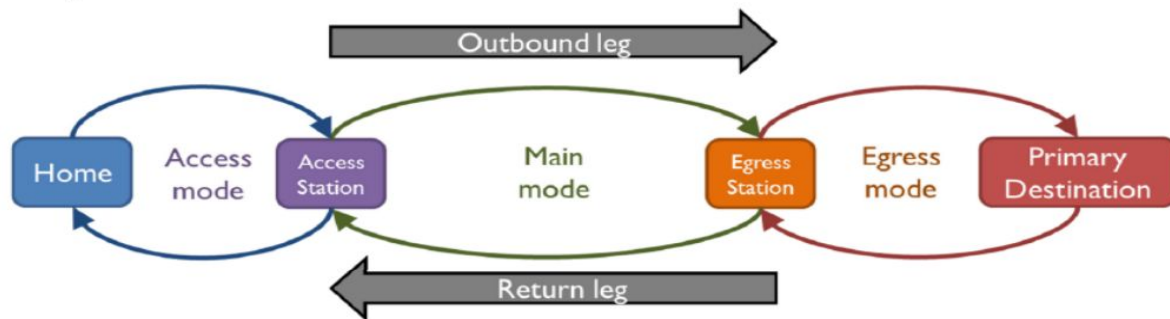 Outbound leg
Home
Access
mode
Access
Station
Main
mode
Egress
Station
Egress
mode
Primary
Destination
Return leg